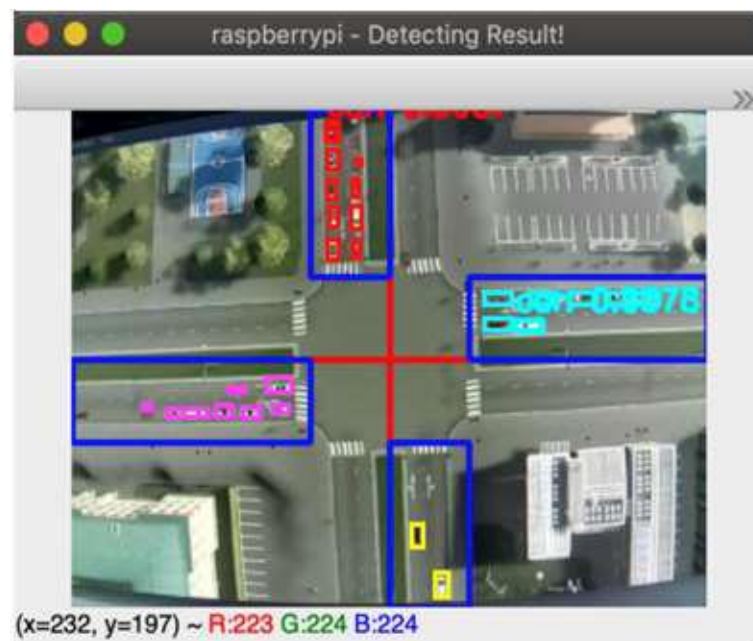 raspberrypi - Detecting Result!
»
(x=232, y=197) ~ R:223 G:224 B:224